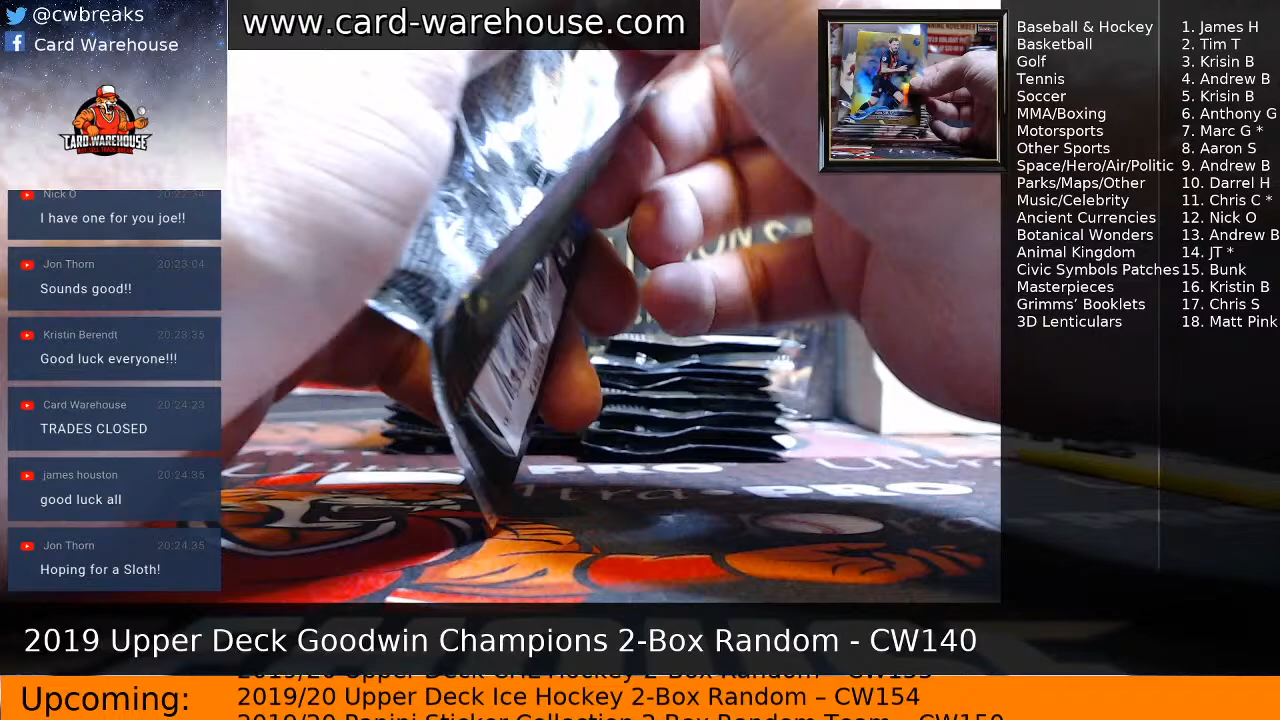 @cwbreaks
Card Warehouse
CARD WAREHOUSE
www.card-warehouse.com
Nick O 20:22:34
I have one for you joe!!
Jon Thorn 20:23:04
Sounds good!!
Kristin Berendt 20:23:35
Good luck everyone!!!
Card Warehouse 20:24:23
TRADES CLOSED
james houston 20:24:35
good luck all
Jon Thorn 20:24:35
Hoping for a Sloth!
Baseball & Hockey 1. James H
Basketball 2. Tim T
Golf 3. Krisin B
Tennis 4. Andrew B
Soccer 5. Krisin B
MMA/Boxing 6. Anthony G
Motorsports 7. Marc G *
Other Sports 8. Aaron S
Space/Hero/Air/Politic 9. Andrew B
Parks/Maps/Other 10. Darrel H
Music/Celebrity 11. Chris C *
Ancient Currencies 12. Nick O
Botanical Wonders 13. Andrew B
Animal Kingdom 14. JT *
Civic Symbols Patches 15. Bunk
Masterpieces 16. Kristin B
Grimms’ Booklets 17. Chris S
3D Lenticulars 18. Matt Pink
PRO
Ultra PRO
2019 Upper Deck Goodwin Champions 2-Box Random - CW140
Upcoming:
2019/20 Upper Deck Ice Hockey 2-Box Random – CW154